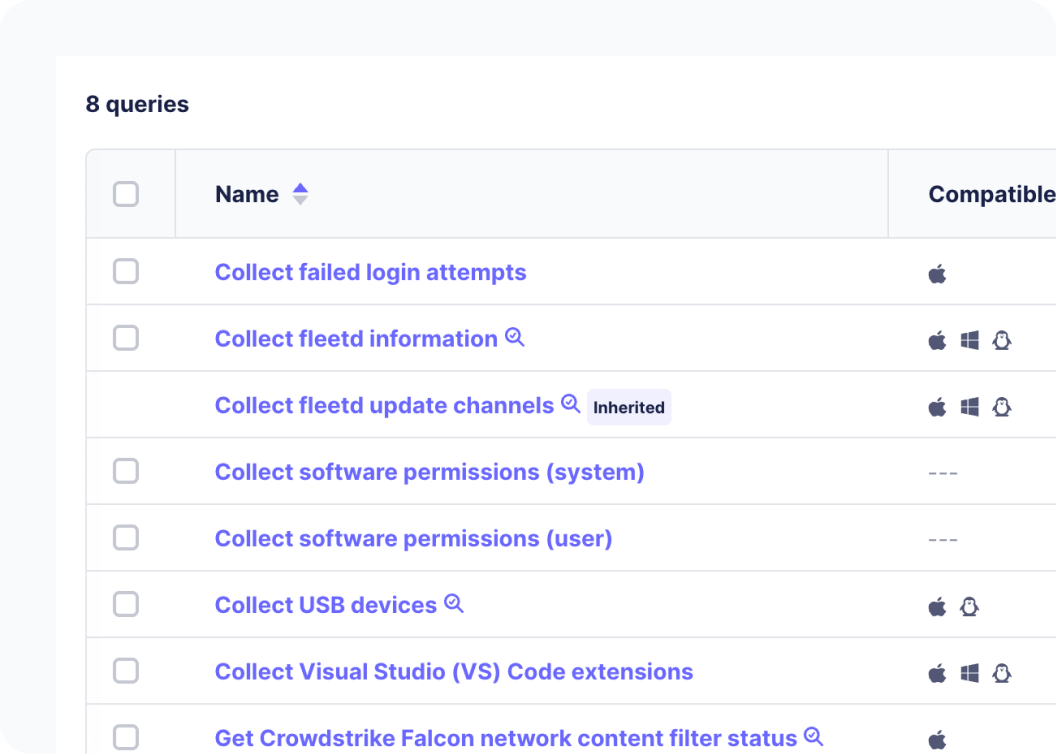 8 queries
Name
Compatible
Collect failed login attempts
Collect fleetd information
Collect fleetd update channels Inherited
Collect software permissions (system)
---
Collect software permissions (user)
---
Collect USB devices
Collect Visual Studio (VS) Code extensions
Get Crowdstrike Falcon network content filter status